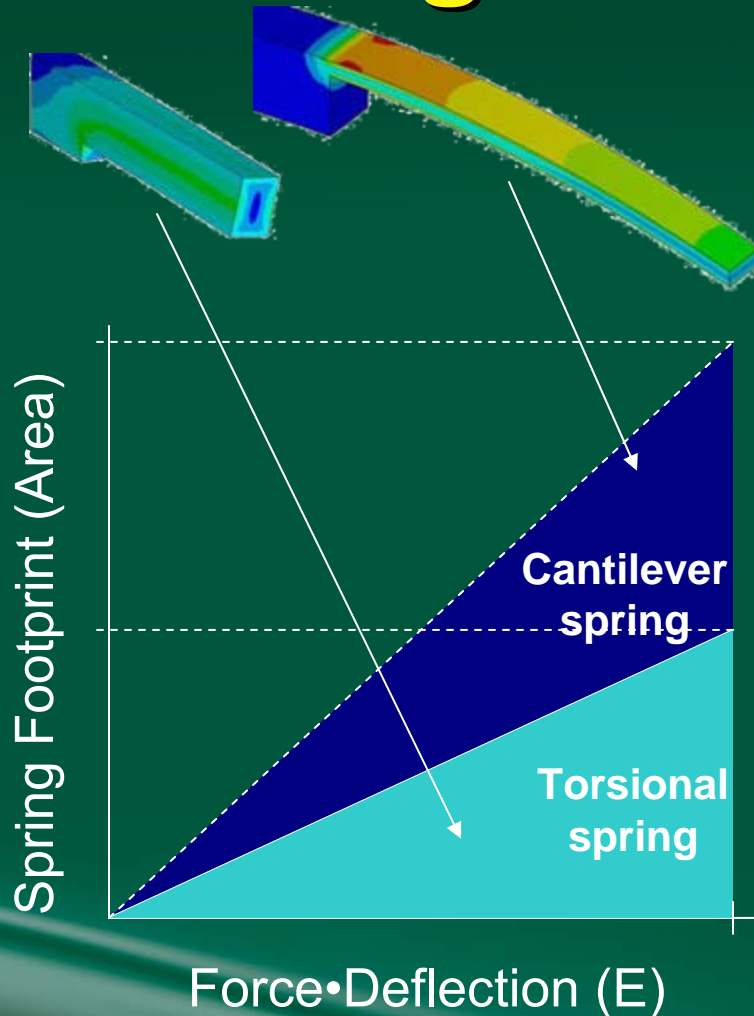 Spring Footprint (Area)
Cantilever
spring
Torsional
spring
Force•Deflection (E)